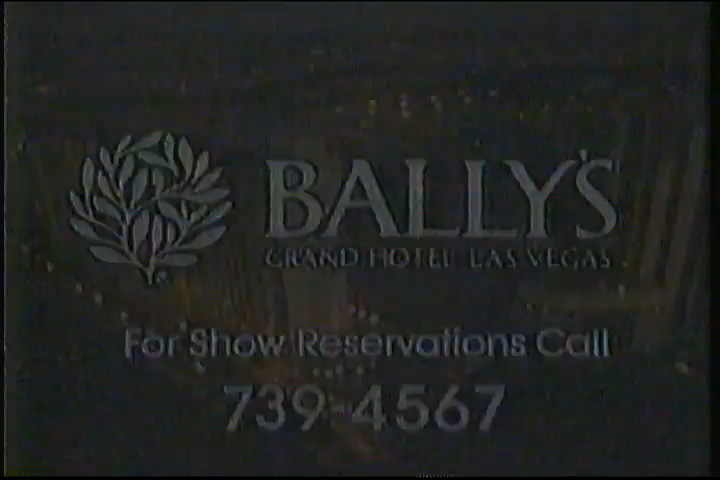 BALLY'S
GRAND HOTEL LAS VEGAS
For Show Reservations Call
739-4567